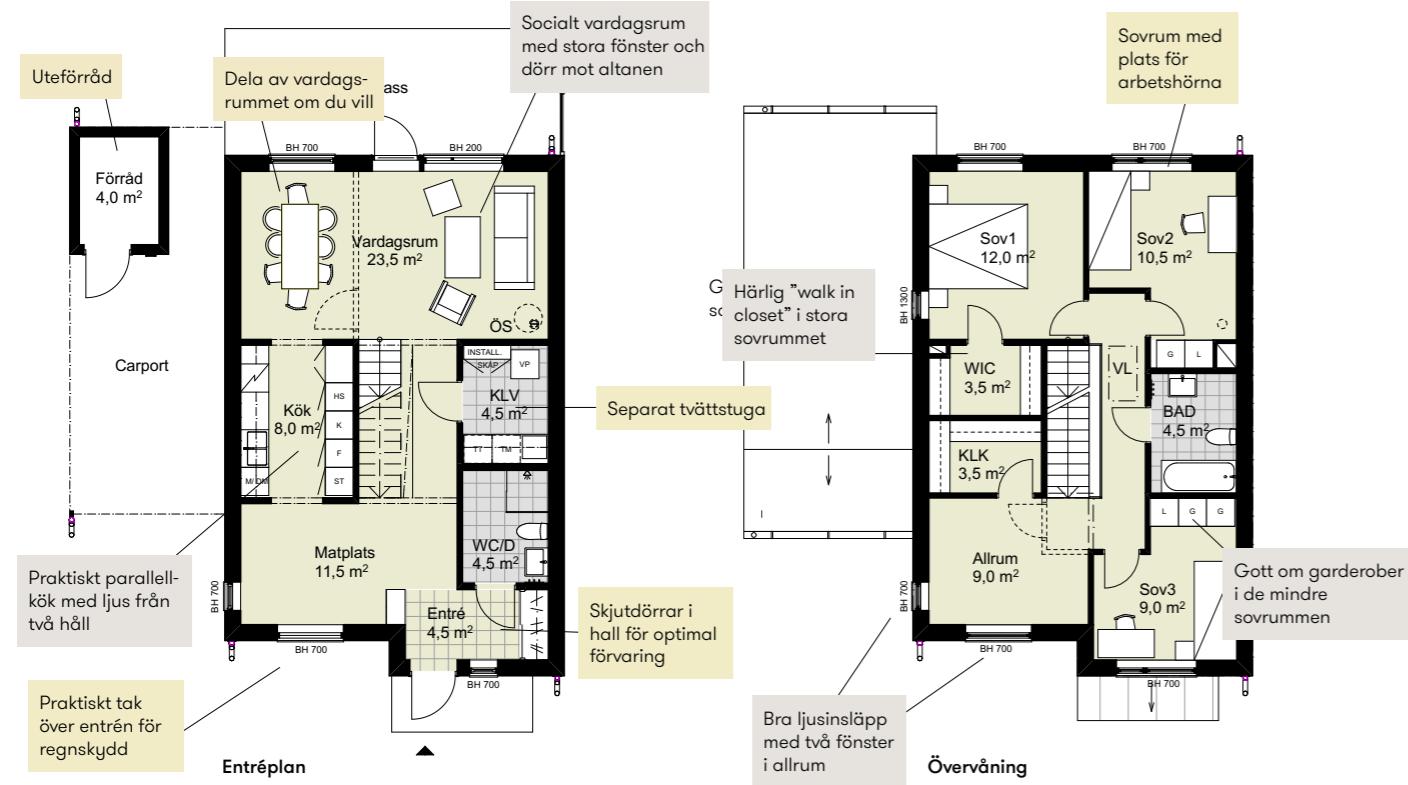 Uteförråd
Dela av vardags-
rummet om du vill
ass
Socialt vardagsrum
med stora fönster och
dörr mot altanen
BH 700
BH 200
Förråd
4,0 m²
Vardagsrum
23,5 m²
ÖS
Carport
INSTALL.
SKÅP
VP
KLV
4,5 m²
Kök
8,0 m²
HS
K
F
ST
M/ DM
TT
TM
Separat tvättstuga
Matplats
11,5 m²
WC/D
4,5 m²
Entré
4,5 m²
BH 700
BH 700
BH 700
Praktiskt parallell-
kök med ljus från
två håll
Skjutdörrar i
hall för optimal
förvaring
Praktiskt tak
över entrén för
regnskydd
Entréplan
Sovrum med
plats för
arbetshörna
BH 700
BH 700
Sov1
12,0 m²
Sov2
10,5 m²
BH 1300
G
Härlig ”walk in
closet” i stora
sovrummet
WIC
3,5 m²
VL
G
L
BAD
4,5 m²
KLK
3,5 m²
L
G
G
Allrum
9,0 m²
Sov3
9,0 m²
BH 700
BH 700
BH 700
Gott om garderober
i de mindre
sovrummen
Bra ljusinsläpp
med två fönster
i allrum
Övervåning